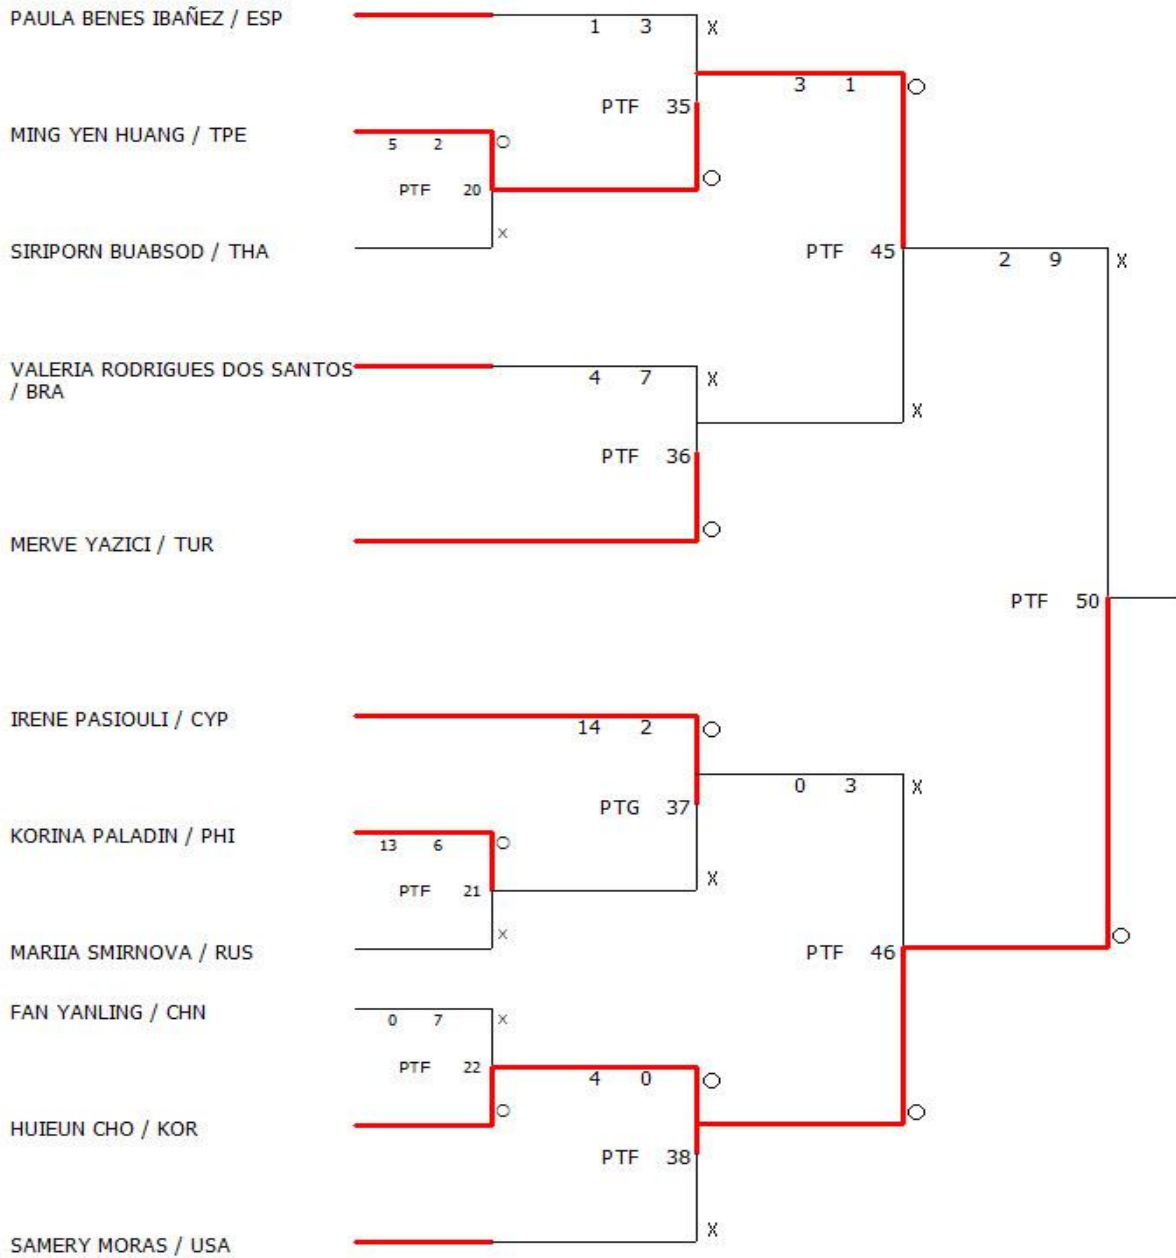 PAULA BENES IBAÑEZ / ESP
1 3 X
3 1 O
PTF 35
MING YEN HUANG / TPE
5 2 O
PTF 20
O
X
SIRIPORN BUABSOD / THA
PTF 45
2 9 X
VALERIA RODRIGUES DOS SANTOS
/ BRA
4 7 X
X
PTF 36
O
MERVE YAZICI / TUR
PTF 50
IRENE PASIOULI / CYP
14 2 O
0 3 X
PTG 37
KORINA PALADIN / PHI
13 6 O
PTF 21
X
X
O
MARIIA SMIRNOVA / RUS
PTF 46
FAN YANLING / CHN
0 7 X
PTF 22
4 0 O
O
O
HUIEUN CHO / KOR
PTF 38
X
SAMERY MORAS / USA